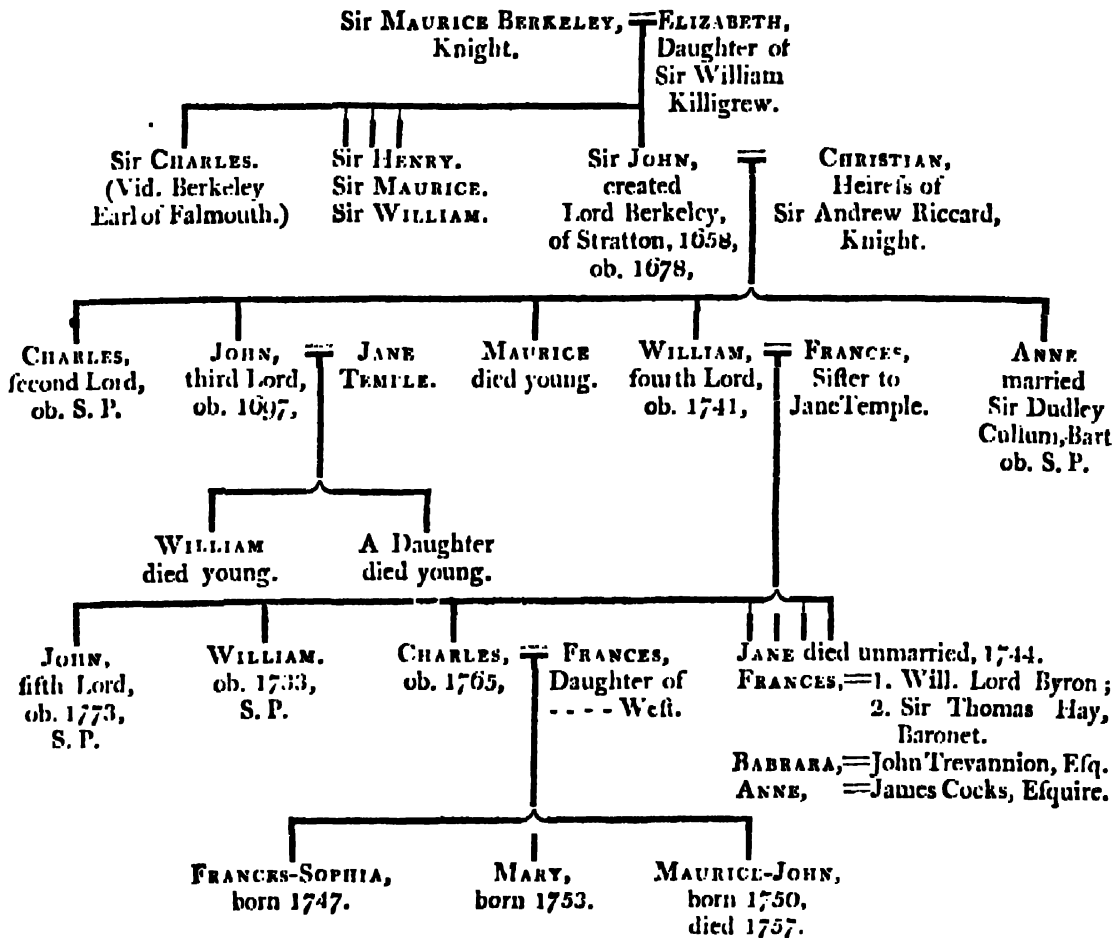 Sir MAURICE BERKELEY,
Knight.
ELIZABETH,
Daughter of
Sir William
Killigrew.
Sir CHARLES.
(Vid. Berkeley
Earl of Falmouth.)
Sir HENRY.
Sir MAURICE.
Sir WILLIAM.
Sir JOHN,
created
Lord Berkeley,
of Stratton, 1658,
ob. 1678,
CHRISTIAN,
Heireſs of
Sir Andrew Riccard,
Knight.
CHARLES,
ſecond Lord,
ob. S. P.
JOHN,
third Lord,
ob. 1697,
JANE
TEMPLE.
MAURICE
died young.
WILLIAM,
fourth Lord,
ob. 1741,
FRANCES,
Siſter to
Jane Temple.
ANNE
married
Sir Dudley
Cullum, Bart
ob. S. P.
WILLIAM
died young.
A Daughter
died young.
JOHN,
fifth Lord,
ob. 1773,
S. P.
WILLIAM.
ob. 1733,
S. P.
CHARLES,
ob. 1765,
FRANCES,
Daughter of
- - - - Weſt.
JANE died unmarried, 1744.
FRANCES,=1. Will. Lord Byron;
2. Sir Thomas Hay,
Baronet.
BABRARA,=John Trevannion, Eſq.
ANNE, =James Cocks, Eſquire.
FRANCES-SOPHIA,
born 1747.
MARY,
born 1753.
MAURICE-JOHN,
born 1750,
died 1757.